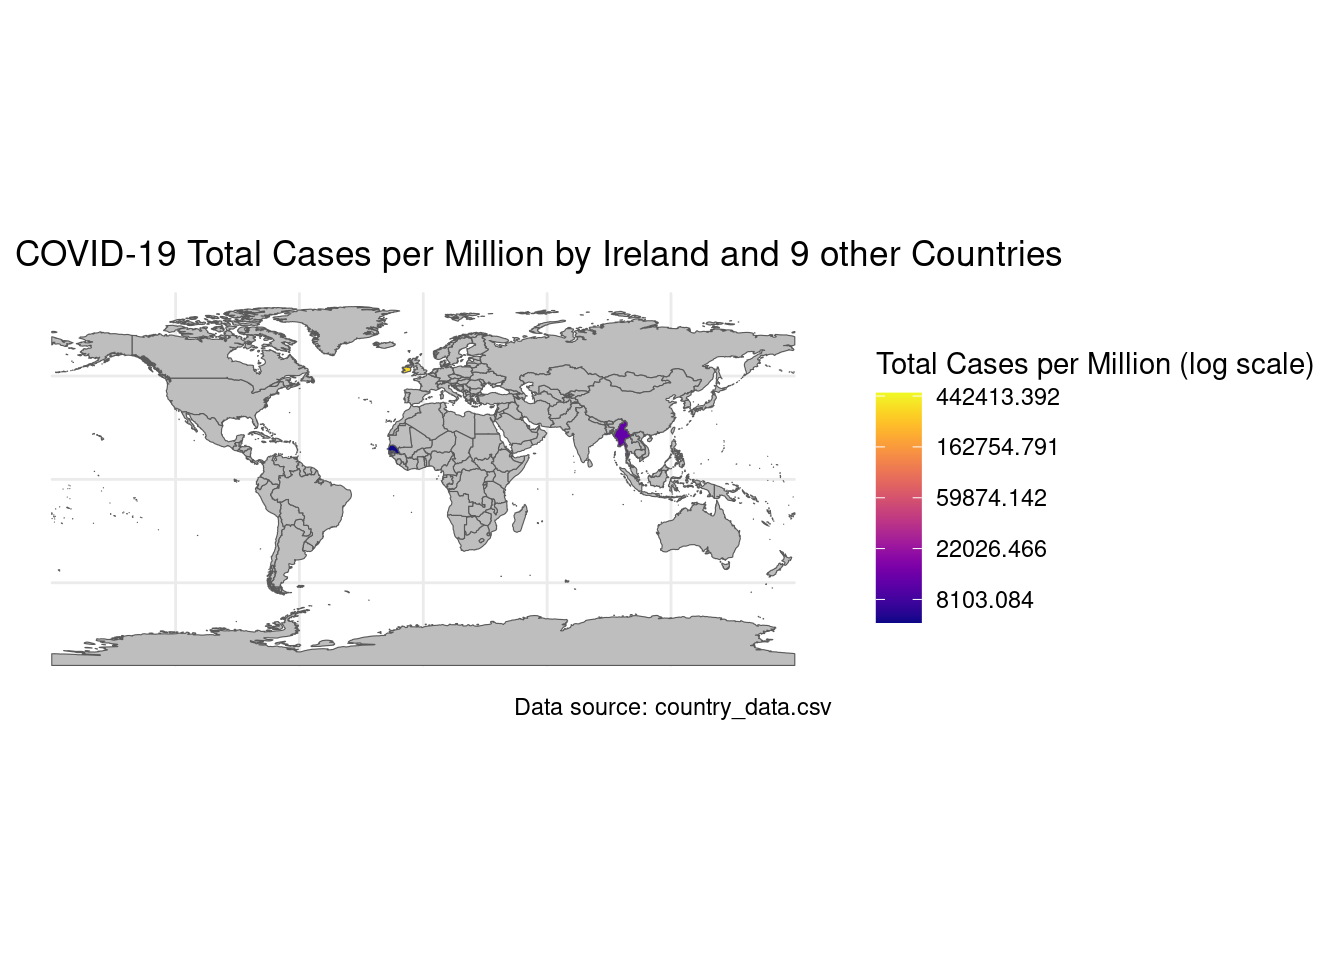 COVID-19 Total Cases per Million by Ireland and 9 other Countries
Total Cases per Million (log scale)
442413.392
162754.791
59874.142
22026.466
8103.084
Data source: country_data.csv